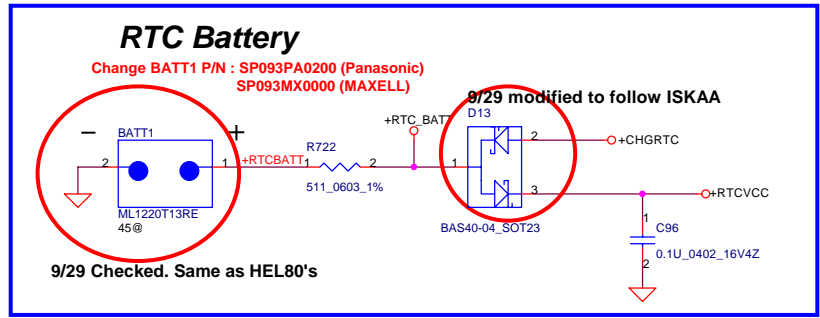 RTC Battery
Change BATT1 P/N : SP093PA0200 (Panasonic)
SP093MX0000 (MAXELL)
9/29 modified to follow ISKAA
D13
+RTC_BATT
BATT1
− +
R722
2 1 +RTCBATT 1 2 1 2 +CHGRTC
511_0603_1%
3 +RTCVCC
ML1220T13RE
45@
BAS40-04_SOT23
1
C96
0.1U_0402_16V4Z
2
9/29 Checked. Same as HEL80's